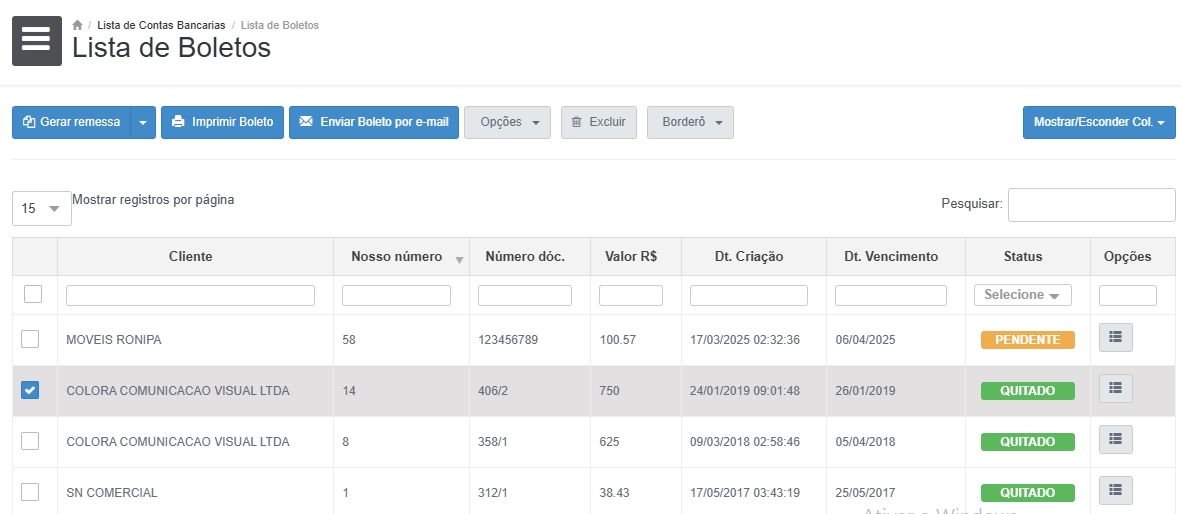 / Lista de Contas Bancarias / Lista de Boletos
Lista de Boletos
Gerar remessa Imprimir Boleto Enviar Boleto por e-mail Opções Excluir Borderô Mostrar/Esconder Col.
15 Mostrar registros por página Pesquisar:
Cliente Nosso número Número dóc. Valor R$ Dt. Criação Dt. Vencimento Status Opções
Selecione
MOVEIS RONIPA 58 123456789 100.57 17/03/2025 02:32:36 06/04/2025 PENDENTE
COLORA COMUNICACAO VISUAL LTDA 14 406/2 750 24/01/2019 09:01:48 26/01/2019 QUITADO
COLORA COMUNICACAO VISUAL LTDA 8 358/1 625 09/03/2018 02:58:46 05/04/2018 QUITADO
SN COMERCIAL 1 312/1 38.43 17/05/2017 03:43:19 25/05/2017 QUITADO
Ativar o Windows